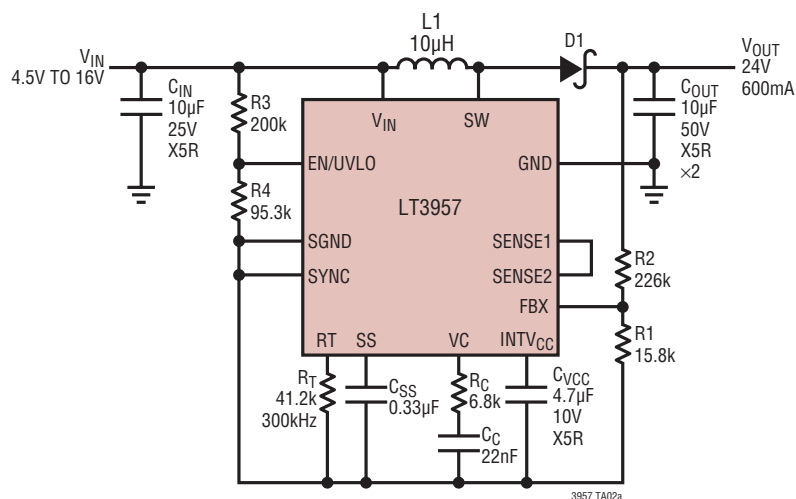 L1
10µH
D1
VIN
4.5V TO 16V
VOUT
24V
600mA
CIN
10µF
25V
X5R
R3
200k
COUT
10µF
50V
X5R
×2
VIN
SW
EN/UVLO
GND
R4
95.3k
LT3957
SGND
SENSE1
SYNC
SENSE2
R2
226k
FBX
R1
15.8k
RT
SS
VC
INTVCC
RT
41.2k
300kHz
CSS
0.33µF
RC
6.8k
CVCC
4.7µF
10V
X5R
CC
22nF
3957 TA02a